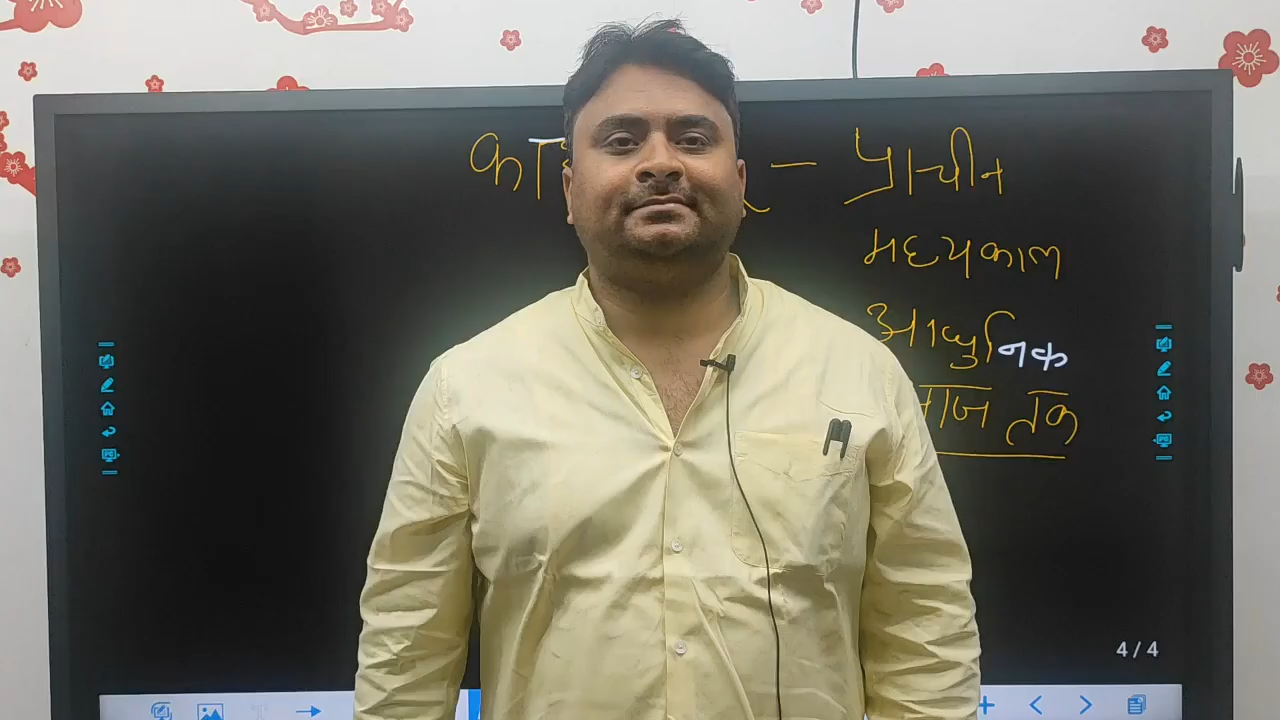 – प्राचीन
मध्यकाल
आधुनिक
तक
4/4